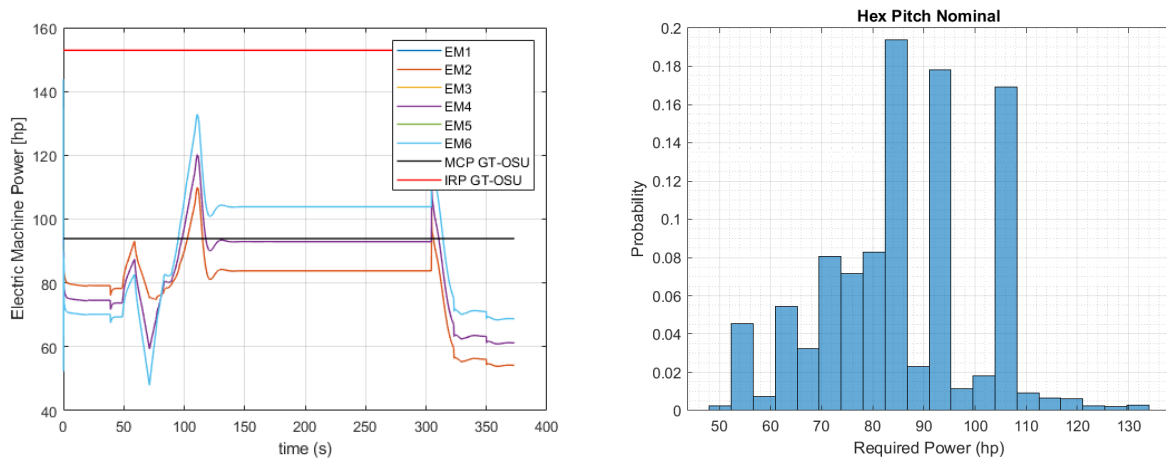 Electric Machine Power [hp]
160
140
120
100
80
60
40
0
50
100
150
200
250
300
350
400
time (s)
EM1
EM2
EM3
EM4
EM5
EM6
MCP GT-OSU
IRP GT-OSU
Hex Pitch Nominal
Probability
0.2
0.18
0.16
0.14
0.12
0.1
0.08
0.06
0.04
0.02
0
50
60
70
80
90
100
110
120
130
Required Power (hp)